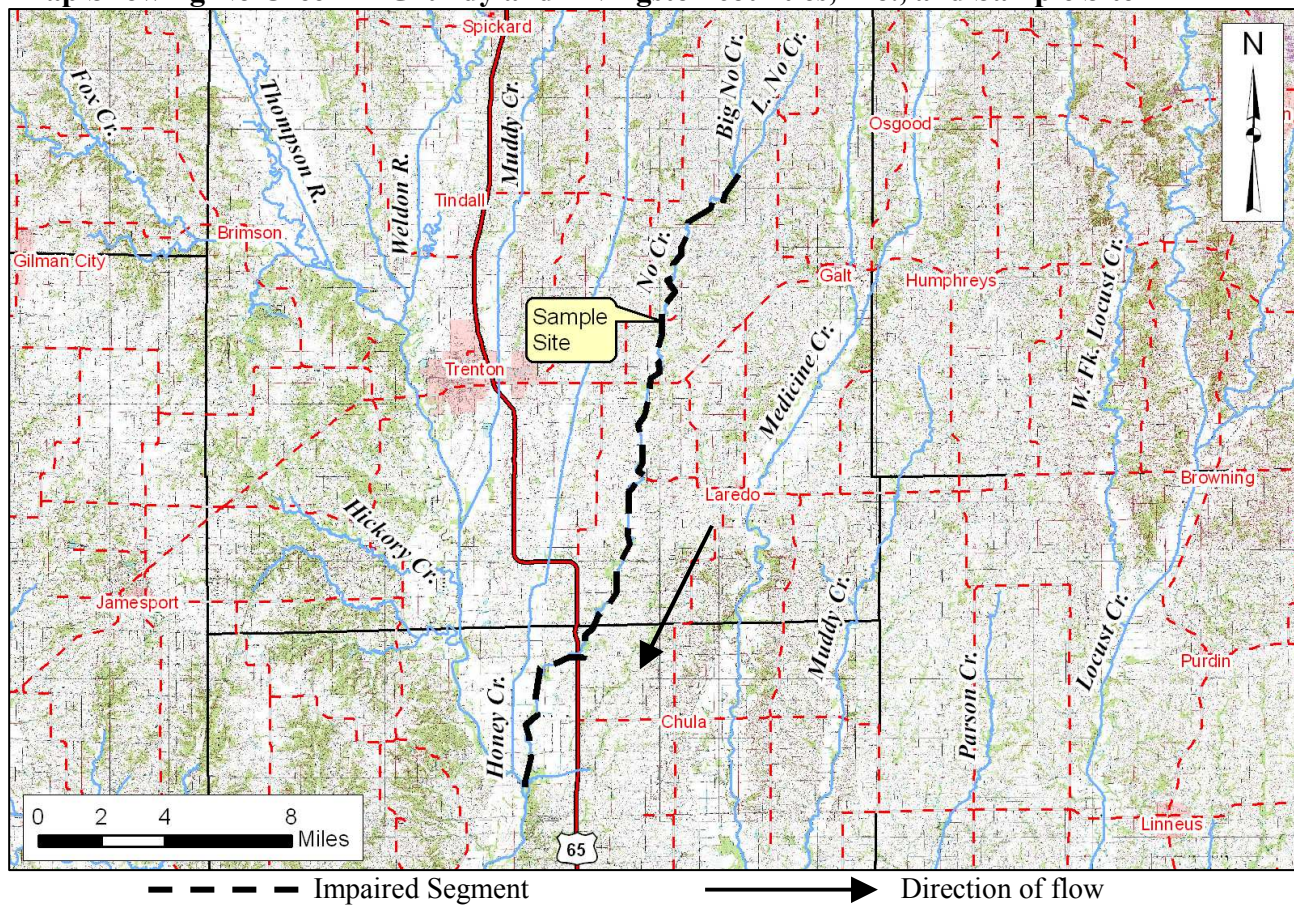 Spickard
N
Fox Cr.
Thompson R.
Weldon R.
Muddy Cr.
Big No Cr.
L. No Cr.
Osgood
Tindall
Brimson
Gilman City
No Cr.
Galt
Humphreys
W. Fk. Locust Cr.
Sample
Site
Trenton
Medicine Cr.
Browning
Laredo
Hickory Cr.
Jamesport
Muddy Cr.
Locust Cr.
Purdin
Honey Cr.
Chula
Parson Cr.
0 2 4 8
Miles
65
Linneus
Impaired Segment
Direction of flow